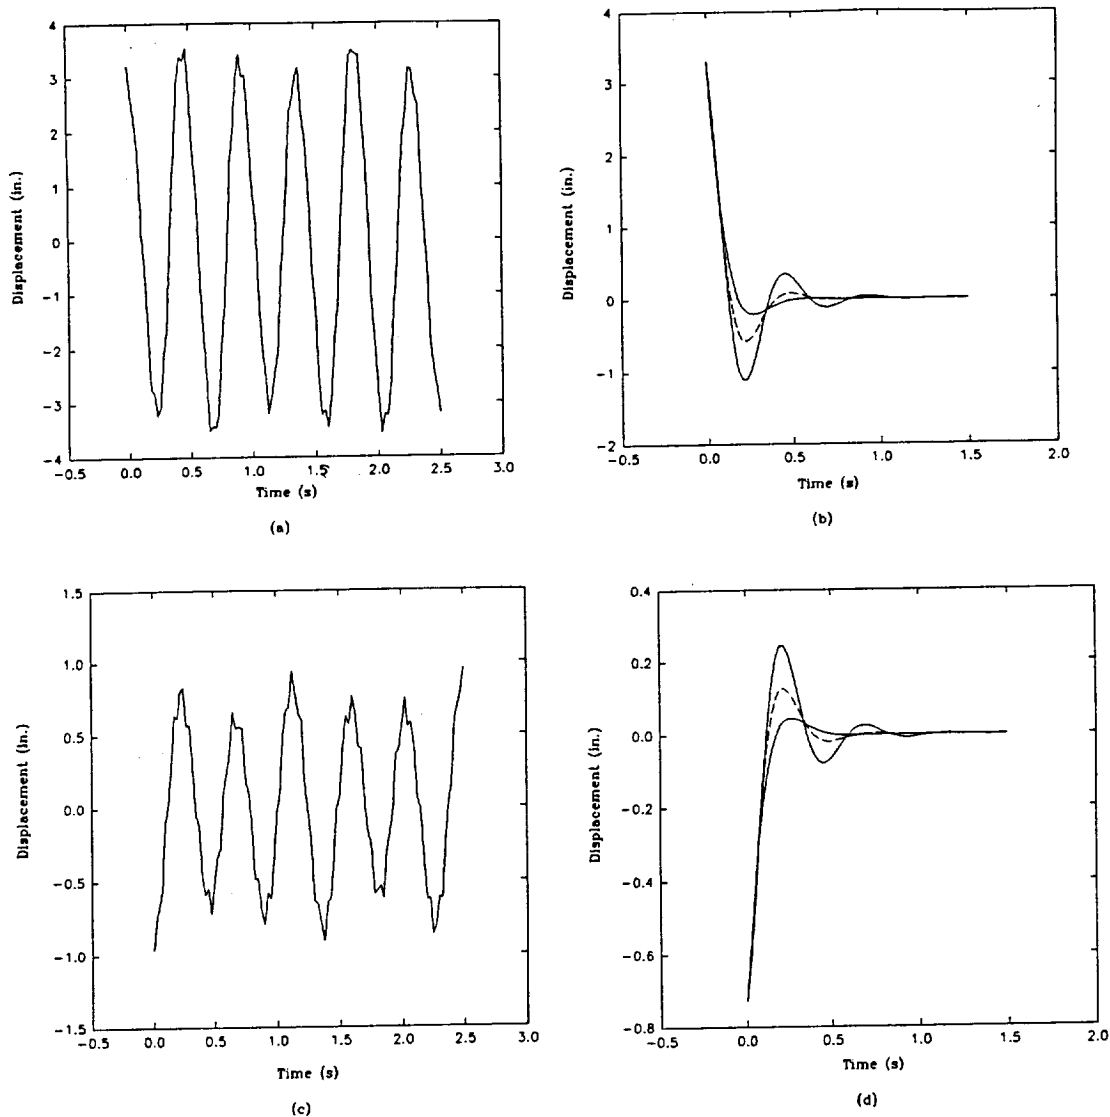 4
3
2
1
0
−1
−2
−3
−4
−0.5 0.0 0.5 1.0 1.5 2.0 2.5 3.0
Displacement (in.)
Time (s)
(a)
4
3
2
1
0
−1
−2
−0.5 0.0 0.5 1.0 1.5 2.0
Displacement (in.)
Time (s)
(b)
1.5
1.0
0.5
0.0
−0.5
−1.0
−1.5
−0.5 0.0 0.5 1.0 1.5 2.0 2.5 3.0
Displacement (in.)
Time (s)
(c)
0.4
0.2
0.0
−0.2
−0.4
−0.6
−0.8
−0.5 0.0 0.5 1.0 1.5 2.0
Displacement (in.)
Time (s)
(d)